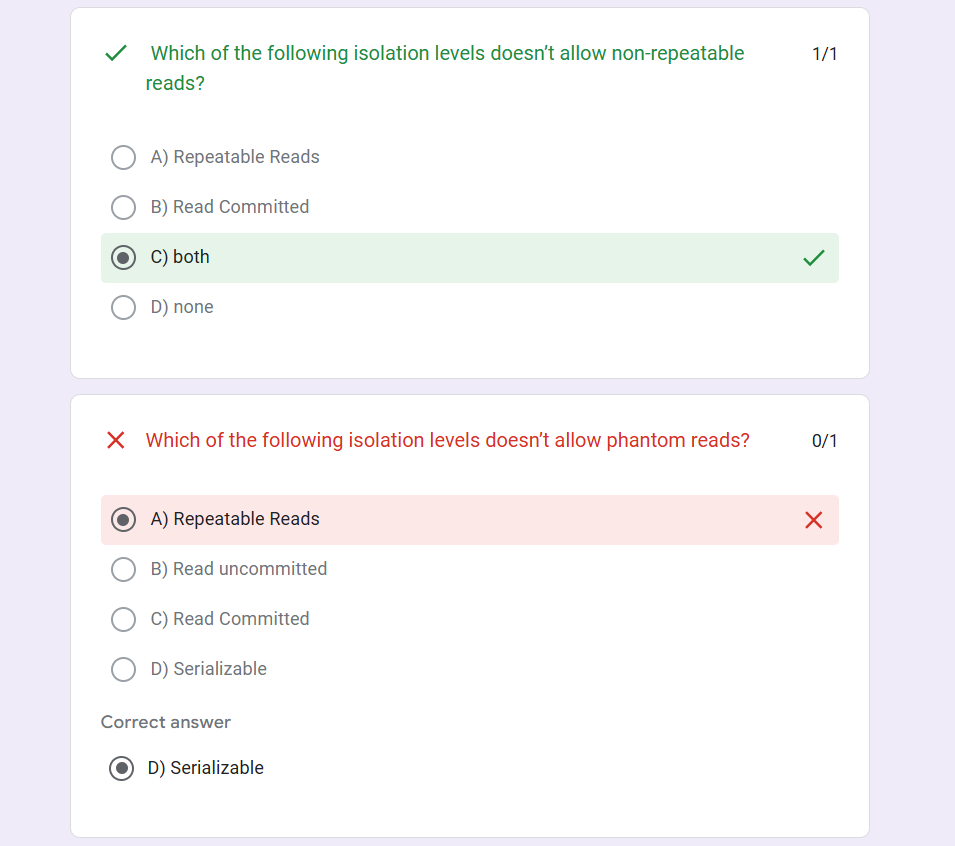 Which of the following isolation levels doesn’t allow non-repeatable
reads?
1/1
A) Repeatable Reads
B) Read Committed
C) both
D) none
Which of the following isolation levels doesn’t allow phantom reads?
0/1
A) Repeatable Reads
B) Read uncommitted
C) Read Committed
D) Serializable
Correct answer
D) Serializable